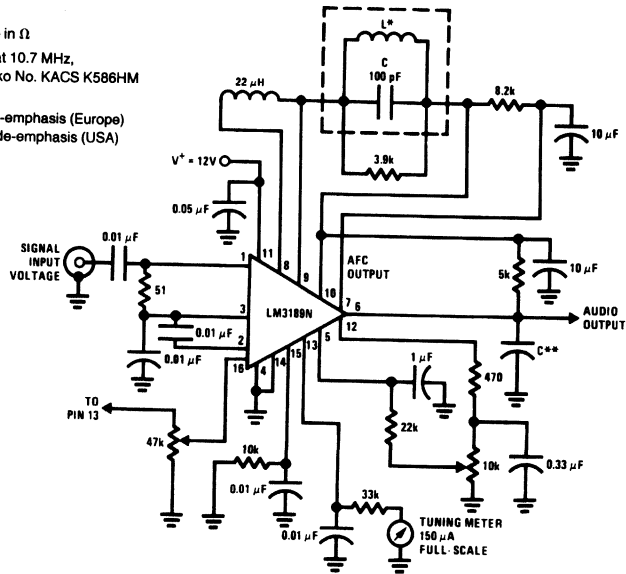 e in Ω
at 10.7 MHz,
ko No. KACS K586HM
-emphasis (Europe)
de-emphasis (USA)
L*
C
100 pF
22 μH
8.2k
10 μF
3.9k
V+ = 12V
0.05 μF
0.01 μF
SIGNAL
INPUT
VOLTAGE
51
0.01 μF
0.01 μF
1
11
8
9
3
2
16
4
14
15
13
5
10
7
6
12
LM3189N
AFC
OUTPUT
5k
10 μF
AUDIO
OUTPUT
C**
1 μF
470
22k
10k
0.33 μF
TO
PIN 13
47k
10k
0.01 μF
33k
0.01 μF
TUNING METER
150 μA
FULL-SCALE